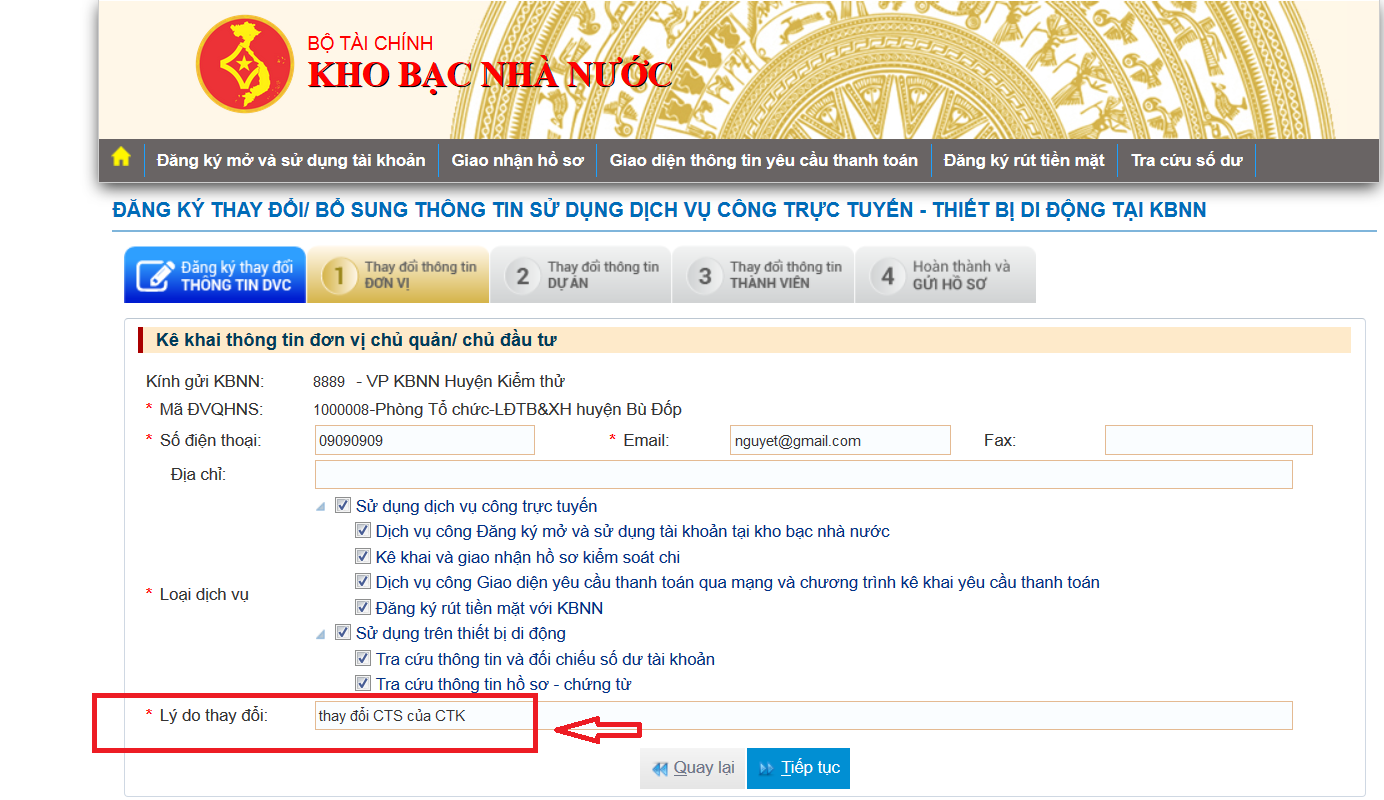 BỘ TÀI CHÍNH
KHO BẠC NHÀ NƯỚC
Đăng ký mở và sử dụng tài khoản Giao nhận hồ sơ Giao diện thông tin yêu cầu thanh toán Đăng ký rút tiền mặt Tra cứu số dư
ĐĂNG KÝ THAY ĐỔI/ BỔ SUNG THÔNG TIN SỬ DỤNG DỊCH VỤ CÔNG TRỰC TUYẾN - THIẾT BỊ DI ĐỘNG TẠI KBNN
Đăng ký thay đổi
THÔNG TIN DVC
1 Thay đổi thông tin
ĐƠN VỊ
2 Thay đổi thông tin
DỰ ÁN
3 Thay đổi thông tin
THÀNH VIÊN
4 Hoàn thành và
GỬI HỒ SƠ
Kê khai thông tin đơn vị chủ quản/ chủ đầu tư
Kính gửi KBNN: 8889 - VP KBNN Huyện Kiểm thử
* Mã ĐVQHNS: 1000008-Phòng Tổ chức-LĐTB&XH huyện Bù Đốp
* Số điện thoại: 09090909 * Email: nguyet@gmail.com Fax:
Địa chỉ:
Sử dụng dịch vụ công trực tuyến
Dịch vụ công Đăng ký mở và sử dụng tài khoản tại kho bạc nhà nước
Kê khai và giao nhận hồ sơ kiểm soát chi
Dịch vụ công Giao diện yêu cầu thanh toán qua mạng và chương trình kê khai yêu cầu thanh toán
* Loại dịch vụ
Đăng ký rút tiền mặt với KBNN
Sử dụng trên thiết bị di động
Tra cứu thông tin và đối chiếu số dư tài khoản
Tra cứu thông tin hồ sơ - chứng từ
* Lý do thay đổi: thay đổi CTS của CTK
Quay lại Tiếp tục